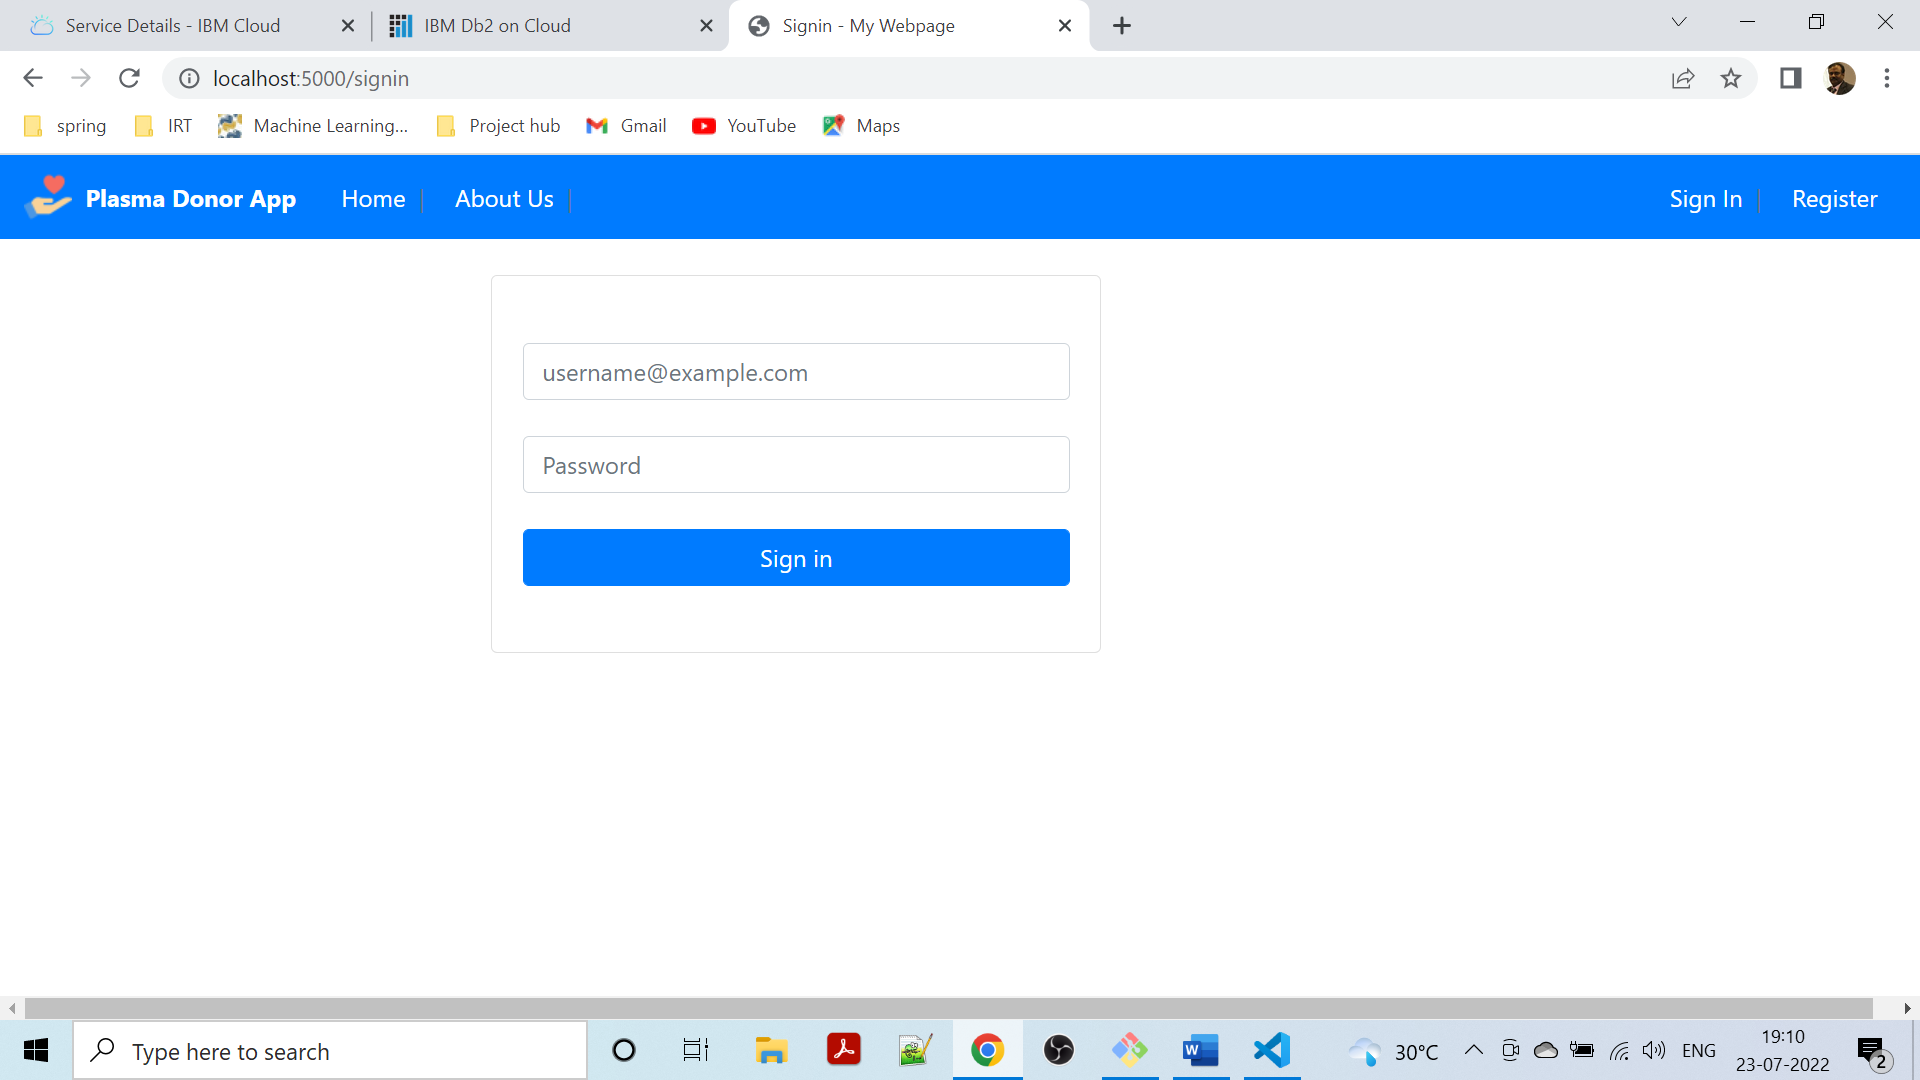 Service Details - IBM Cloud
IBM Db2 on Cloud
Signin - My Webpage
localhost:5000/signin
spring
IRT
Machine Learning...
Project hub
Gmail
YouTube
Maps
Plasma Donor App
Home
About Us
Sign In
Register
username@example.com
Password
Sign in
Type here to search
30°C
ENG
19:10
23-07-2022
2